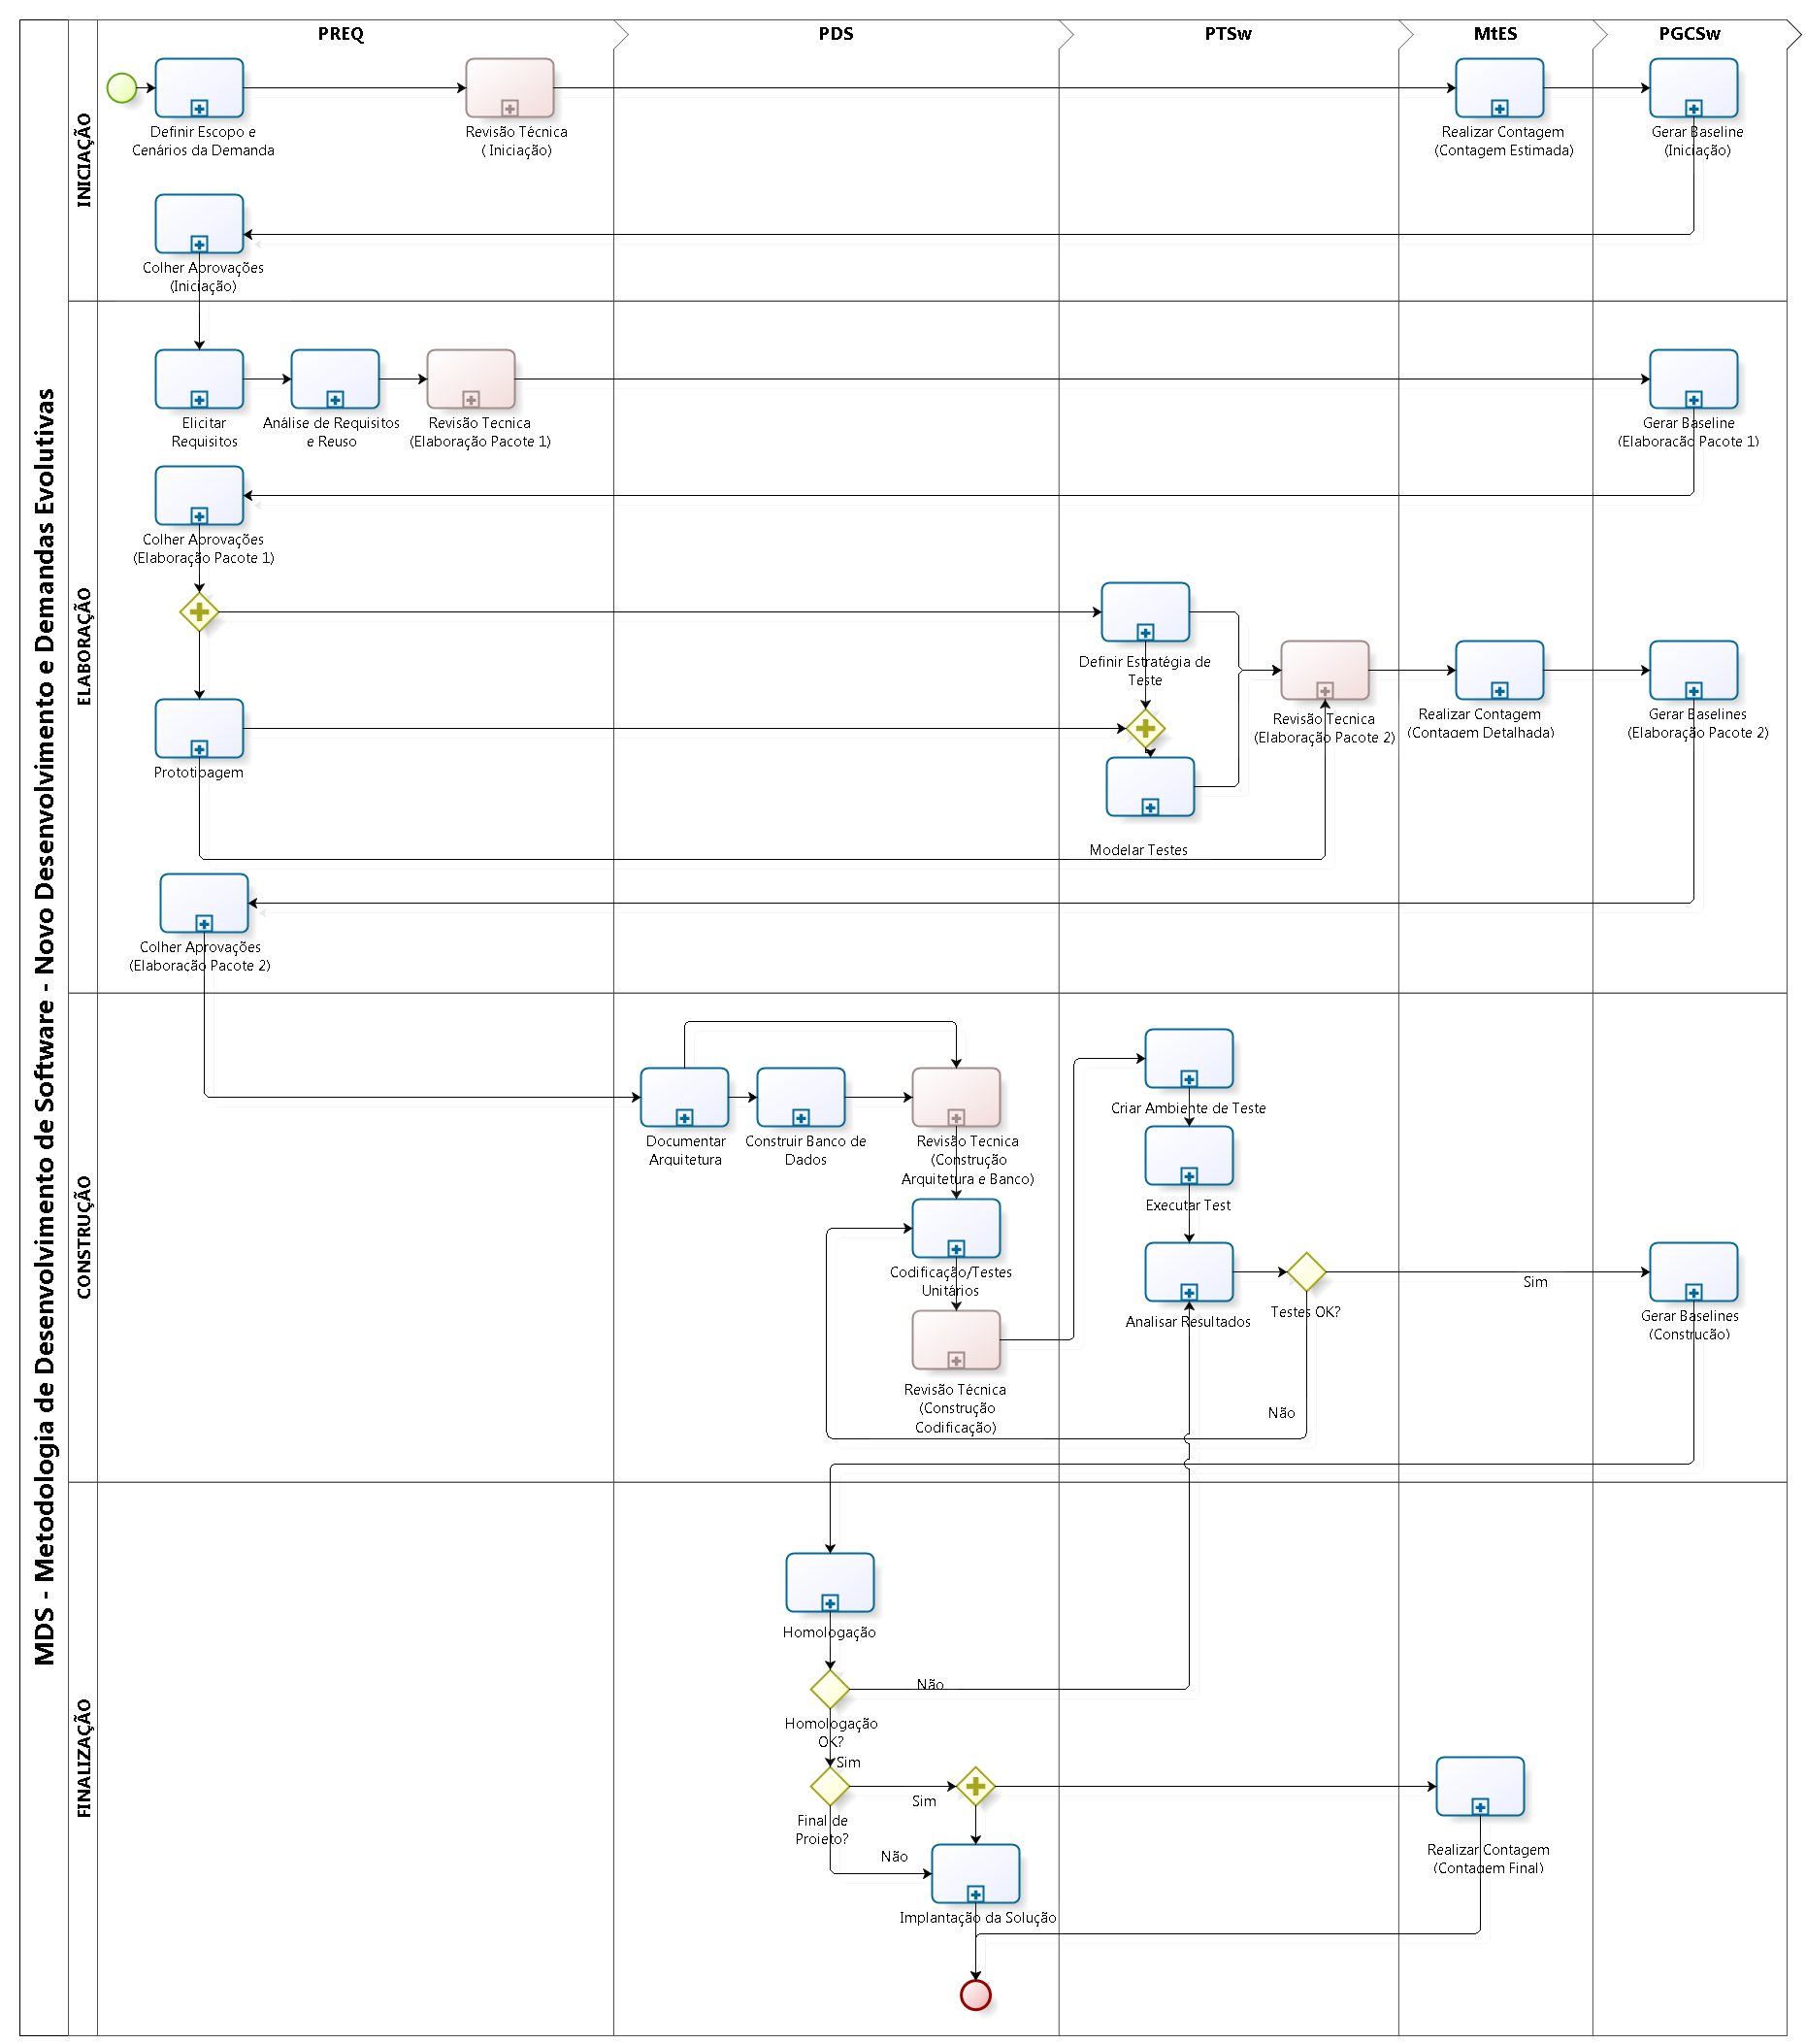 MDS - Metodologia de Desenvolvimento de Software - Novo Desenvolvimento e Demandas Evolutivas
PREQ
PDS
PTSw
MtES
PGCSw
INICIAÇÃO
Definir Escopo e
Cenários da Demanda
Revisão Técnica
( Iniciação)
Realizar Contagem
(Contagem Estimada)
Gerar Baseline
(Iniciação)
Colher Aprovações
(Iniciação)
ELABORAÇÃO
Elicitar
Requisitos
Análise de Requisitos
e Reuso
Revisão Tecnica
(Elaboração Pacote 1)
Gerar Baseline
(Elaboração Pacote 1)
Colher Aprovações
(Elaboração Pacote 1)
Definir Estratégia de
Teste
Revisão Tecnica
(Elaboração Pacote 2)
Realizar Contagem
(Contagem Detalhada)
Gerar Baselines
(Elaboração Pacote 2)
Prototipagem
Modelar Testes
Colher Aprovações
(Elaboração Pacote 2)
CONSTRUÇÃO
Documentar
Arquitetura
Construir Banco de
Dados
Revisão Tecnica
(Construção
Arquitetura e Banco)
Criar Ambiente de Teste
Executar Test
Codificação/Testes
Unitários
Analisar Resultados
Testes OK?
Sim
Gerar Baselines
(Construção)
Revisão Técnica
(Construção
Codificação)
Não
FINALIZAÇÃO
Homologação
Não
Homologação
OK?
Sim
Final de
Projeto?
Sim
Não
Realizar Contagem
(Contagem Final)
Implantação da Solução